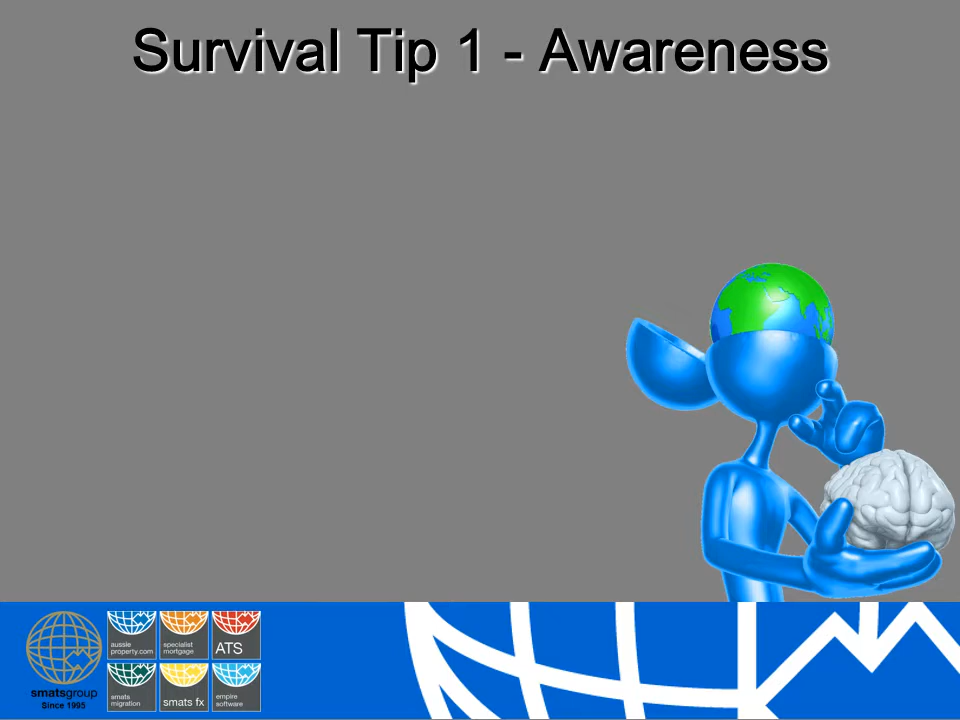 Survival Tip 1 - Awareness
aussie
property.com
specialist
mortgage
ATS
smats
migration
smats fx
empire
software
smatsgroup
Since 1995